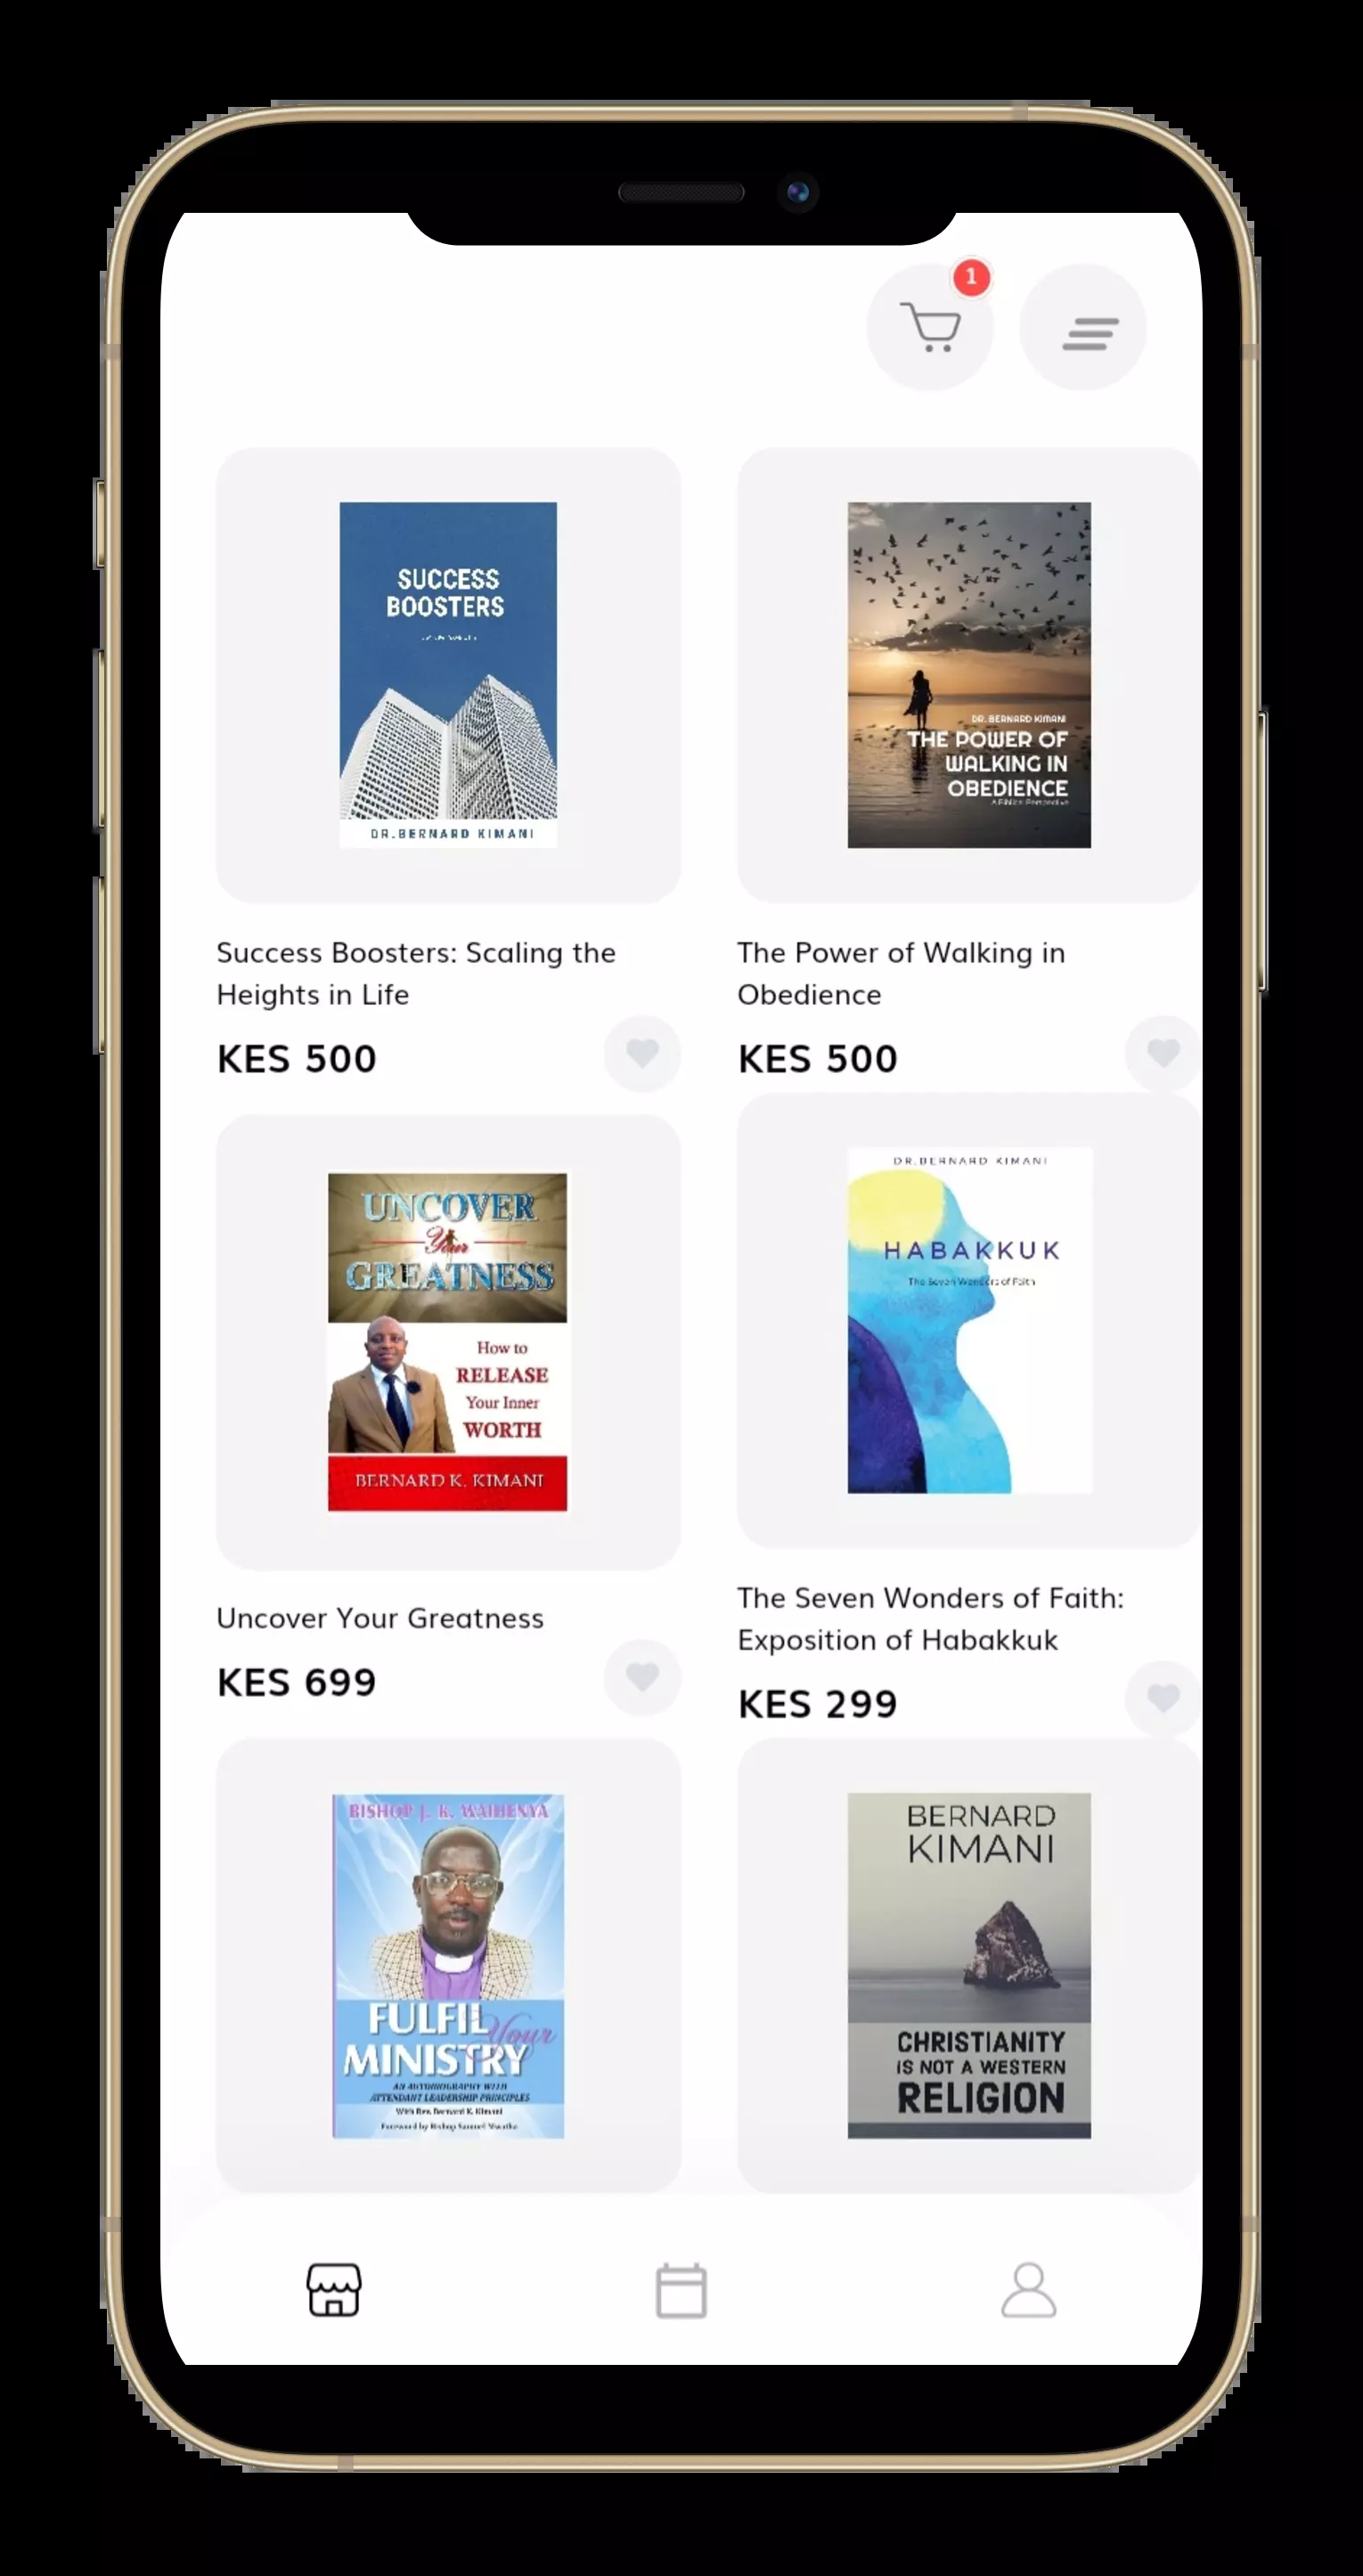 1
SUCCESS
BOOSTERS
DR.BERNARD KIMANI
Success Boosters: Scaling the
Heights in Life
KES 500
DR. BERNARD KIMANI
THE POWER OF
WALKING IN
OBEDIENCE
A Biblical Perspective
The Power of Walking in
Obedience
KES 500
UNCOVER
Your
GREATNESS
How to
RELEASE
Your Inner
WORTH
BERNARD K. KIMANI
Uncover Your Greatness
KES 699
DR.BERNARD KIMANI
HABAKKUK
The Seven Wonders of Faith
The Seven Wonders of Faith:
Exposition of Habakkuk
KES 299
BISHOP J. K. WAIHENYA
FULFIL
Your
MINISTRY
AN AUTOBIOGRAPHY WITH
ATTENDANT LEADERSHIP PRINCIPLES
With Rev. Bernard K. Kimani
Foreword by Bishop Samuel
BERNARD
KIMANI
CHRISTIANITY
IS NOT A WESTERN
RELIGION